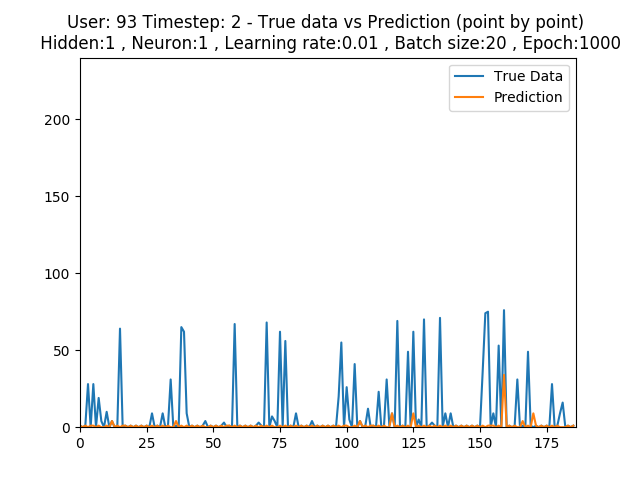 User: 93 Timestep: 2 - True data vs Prediction (point by point)
Hidden:1 , Neuron:1 , Learning rate:0.01 , Batch size:20 , Epoch:1000
True Data
Prediction
200
150
100
50
0
0 25 50 75 100 125 150 175